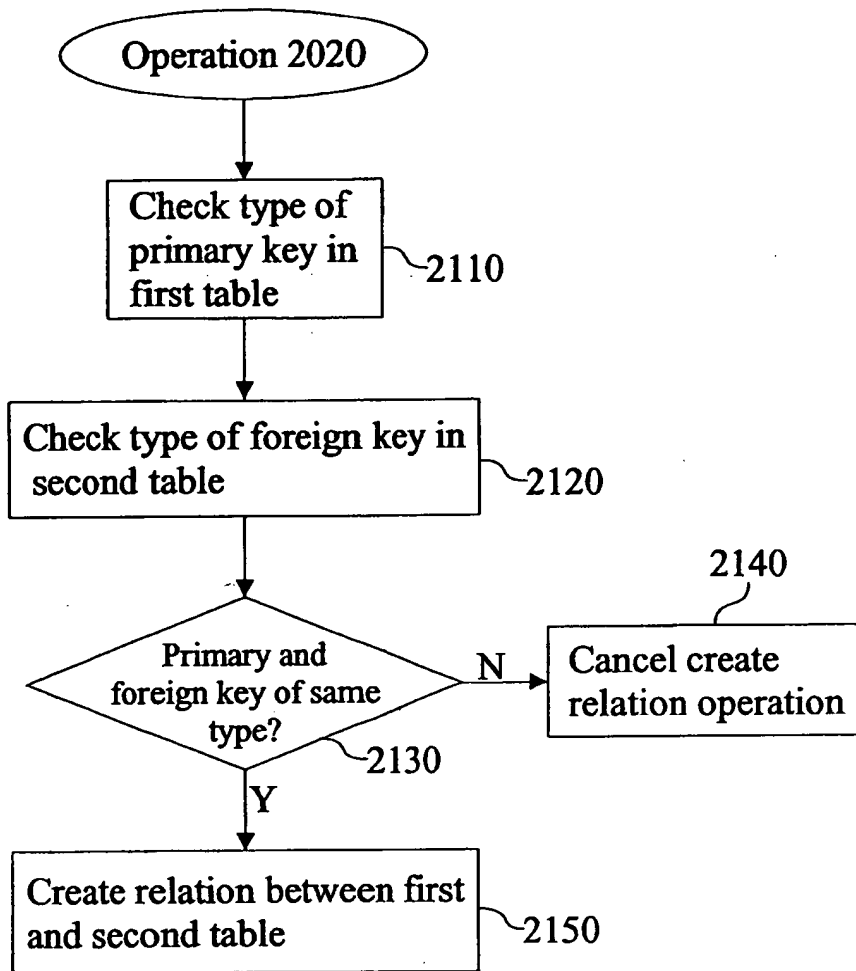 Operation 2020
Check type of
primary key in
first table
2110
Check type of foreign key in
second table
2120
2140
Primary and
foreign key of same
type?
N
Cancel create
relation operation
2130
Y
Create relation between first
and second table
2150